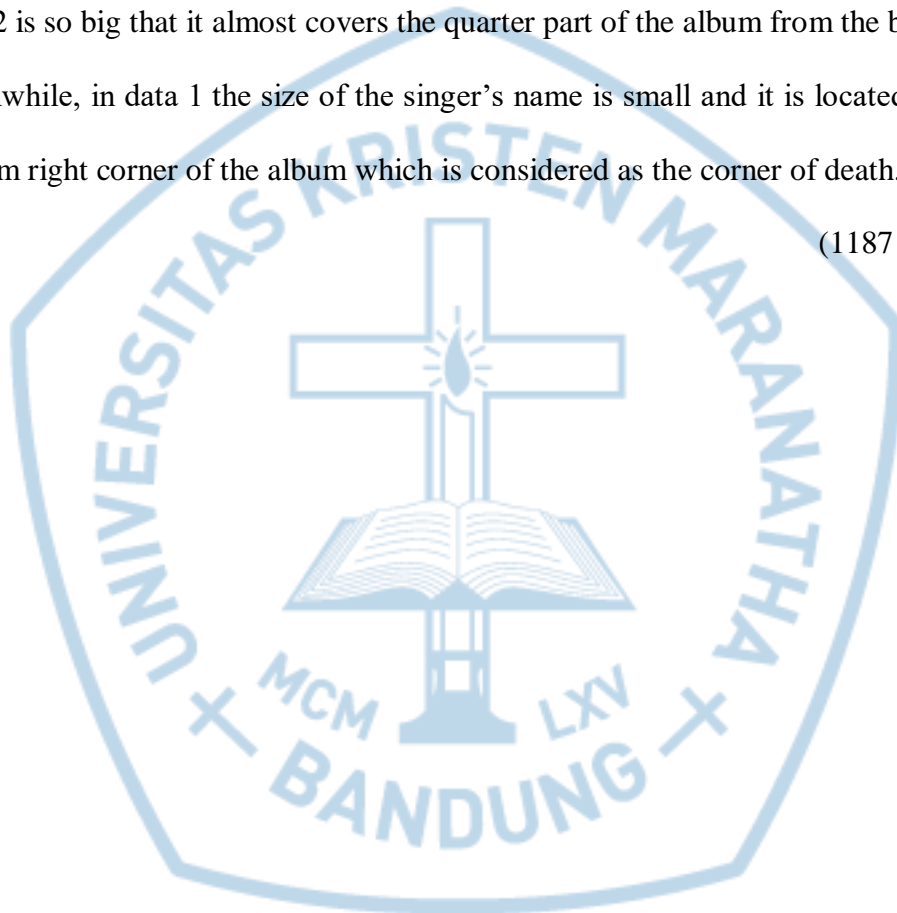 2 is so big that it almost covers the quarter part of the album from the b
nwhile, in data 1 the size of the singer's name is small and it is located
m right corner of the album which is considered as the corner of death.
(1187
UNIVERSITAS KRISTEN MARANATHA
MCM LXV
BANDUNG